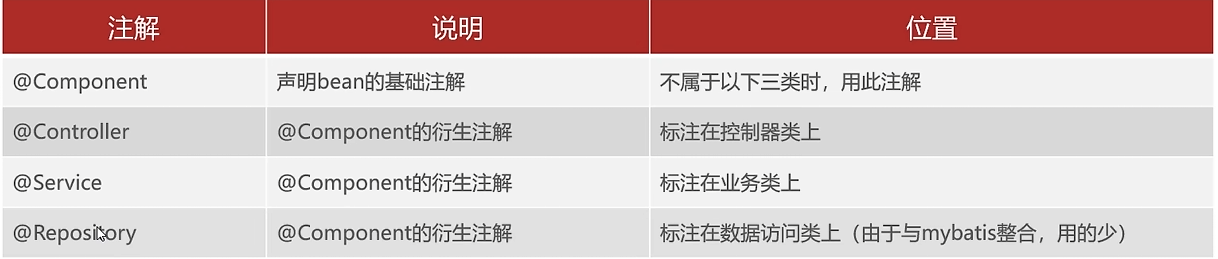 注解 说明 位置
@Component 声明bean的基础注解 不属于以下三类时，用此注解
@Controller @Component的衍生注解 标注在控制器类上
@Service @Component的衍生注解 标注在业务类上
@Repository @Component的衍生注解 标注在数据访问类上（由于与mybatis整合，用的少）